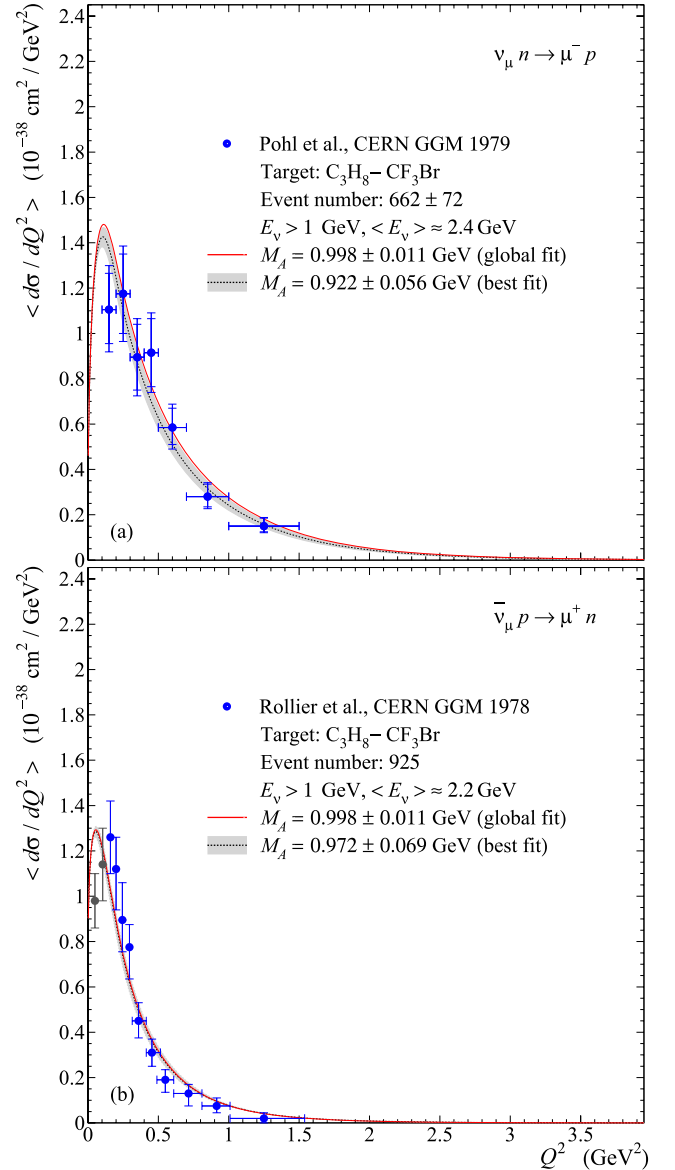 ν_μ n → μ⁻ p
Pohl et al., CERN GGM 1979
Target: C₃H₈− CF₃Br
Event number: 662 ± 72
E_ν > 1 GeV, < E_ν > ≈ 2.4 GeV
M_A = 0.998 ± 0.011 GeV (global fit)
M_A = 0.922 ± 0.056 GeV (best fit)
< dσ / dQ² > (10⁻³⁸ cm² / GeV²)
2.4
2.2
2
1.8
1.6
1.4
1.2
1
0.8
0.6
0.4
0.2
0
(a)
ν̅_μ p → μ⁺ n
Rollier et al., CERN GGM 1978
Target: C₃H₈− CF₃Br
Event number: 925
E_ν > 1 GeV, < E_ν > ≈ 2.2 GeV
M_A = 0.998 ± 0.011 GeV (global fit)
M_A = 0.972 ± 0.069 GeV (best fit)
< dσ / dQ² > (10⁻³⁸ cm² / GeV²)
2.4
2.2
2
1.8
1.6
1.4
1.2
1
0.8
0.6
0.4
0.2
0
(b)
0 0.5 1 1.5 2 2.5 3 3.5
Q² (GeV²)